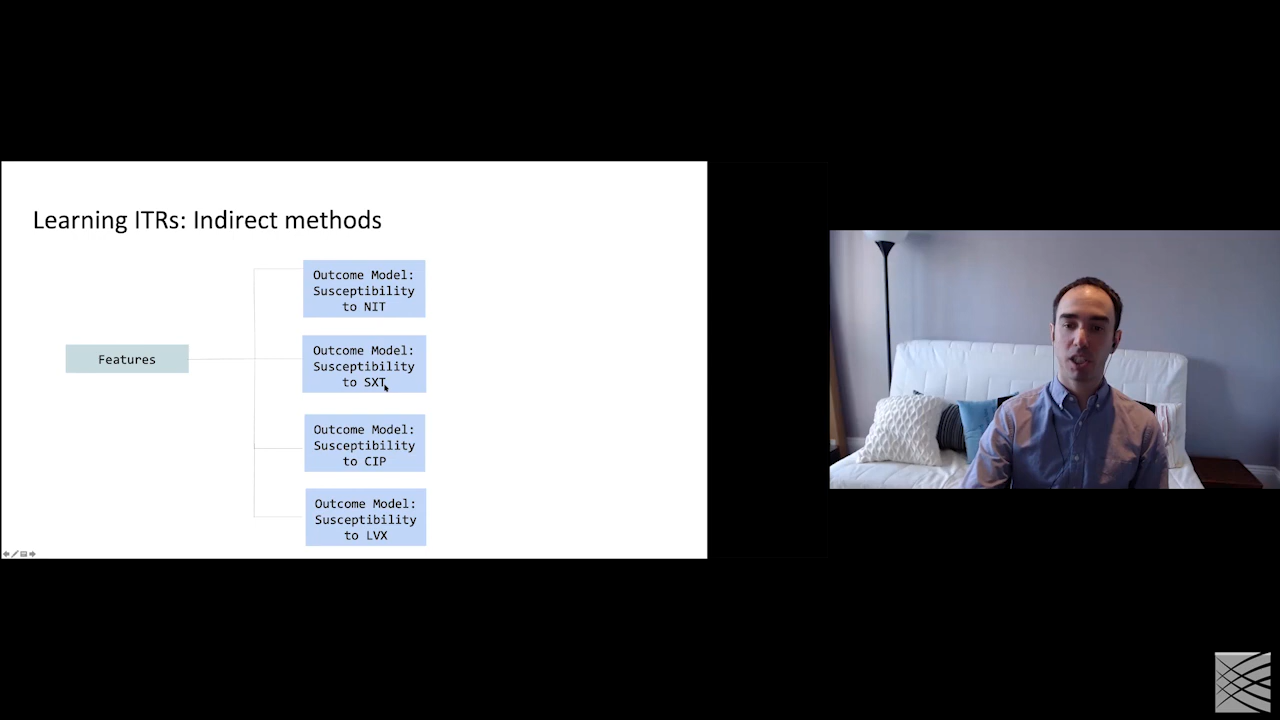 Learning ITRs: Indirect methods
Features
Outcome Model:
Susceptibility
to NIT
Outcome Model:
Susceptibility
to SXT
Outcome Model:
Susceptibility
to CIP
Outcome Model:
Susceptibility
to LVX